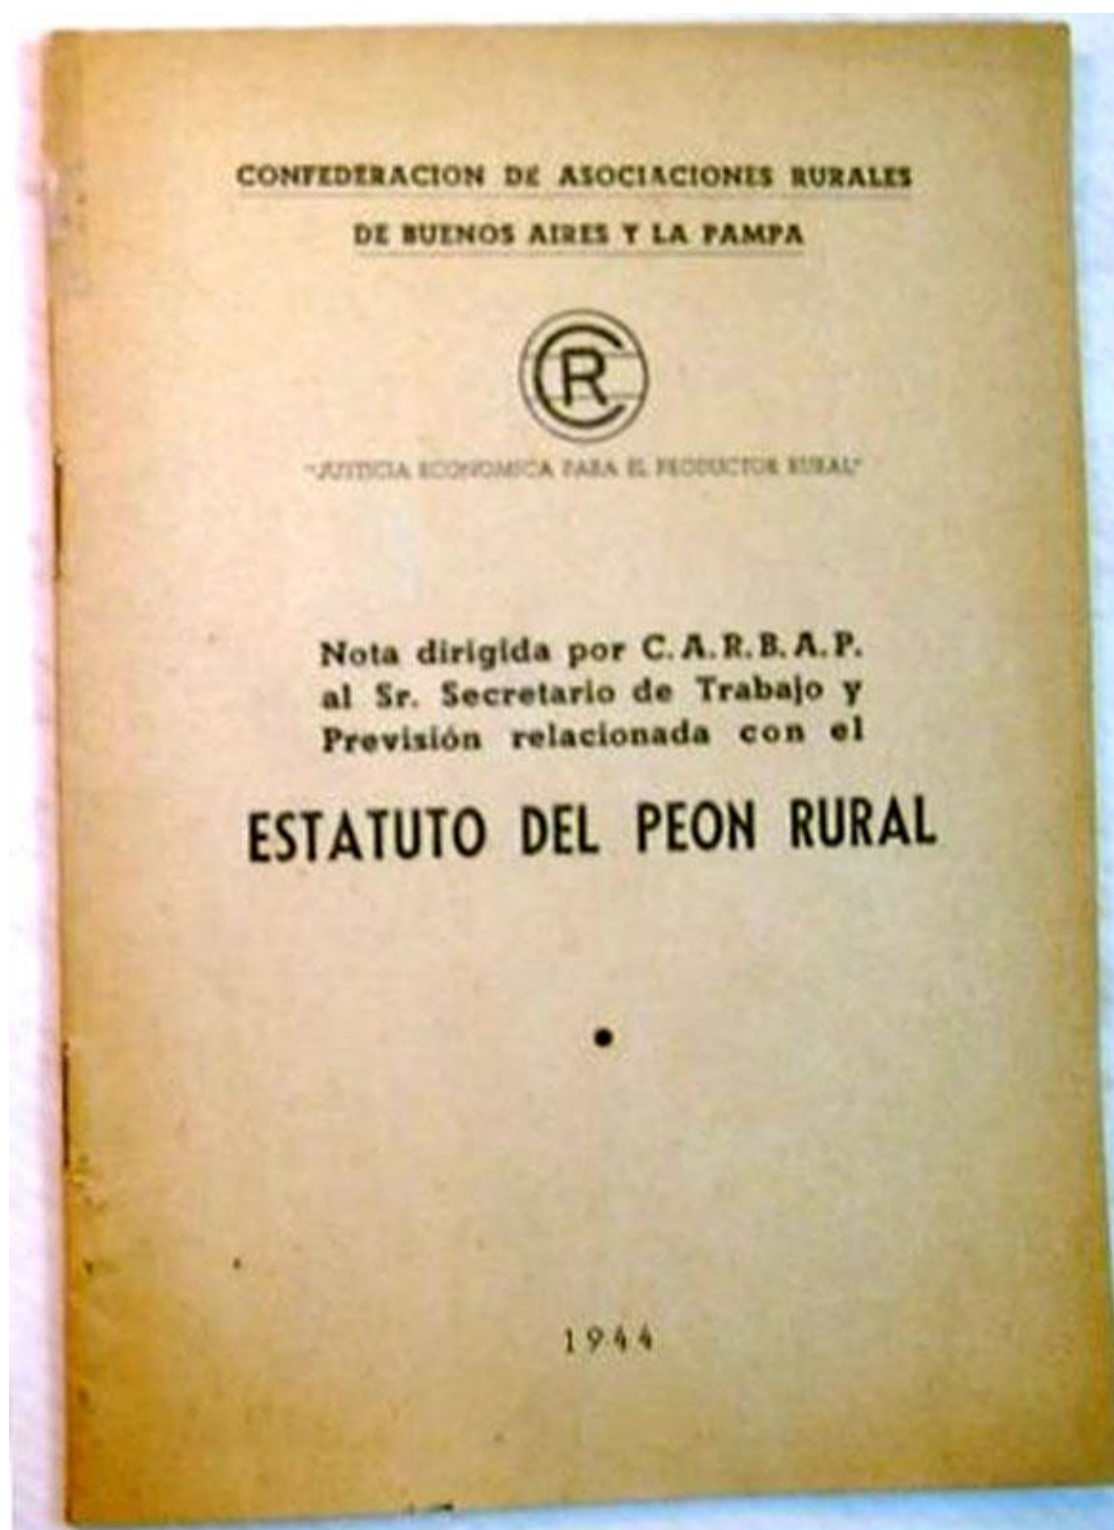 CONFEDERACION DE ASOCIACIONES RURALES
DE BUENOS AIRES Y LA PAMPA
CRC
"JUSTICIA ECONOMICA PARA EL PRODUCTOR RURAL"
Nota dirigida por C.A.R.B.A.P.
al Sr. Secretario de Trabajo y
Previsión relacionada con el
ESTATUTO DEL PEON RURAL
1944